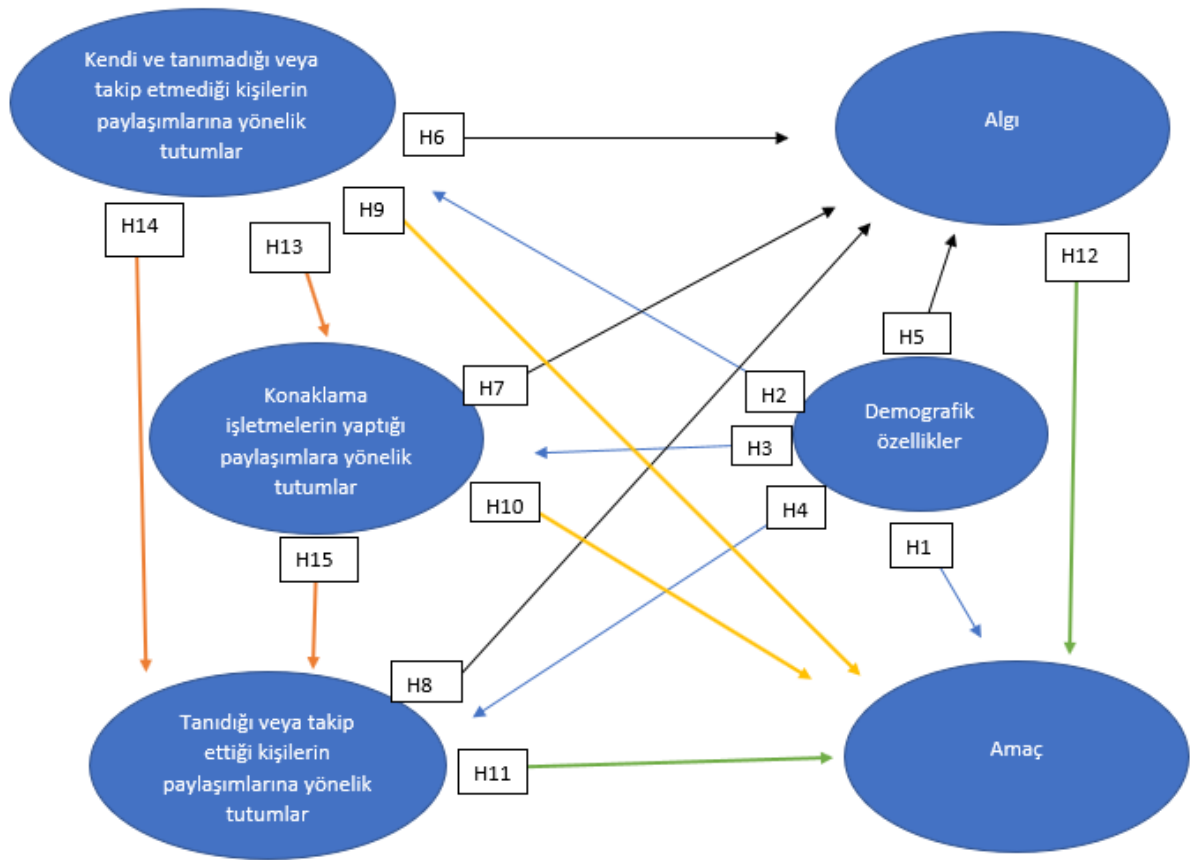 Kendi ve tanımadığı veya
takip etmediği kişilerin
paylaşımlarına yönelik
tutumlar
Algı
H6
H9
H14
H13
H12
H5
H7
H2
Konaklama
işletmelerin yaptığı
paylaşımlara yönelik
tutumlar
Demografik
özellikler
H3
H10
H4
H1
H15
H8
Tanıdığı veya takip
ettiği kişilerin
paylaşımlarına yönelik
tutumlar
H11
Amaç